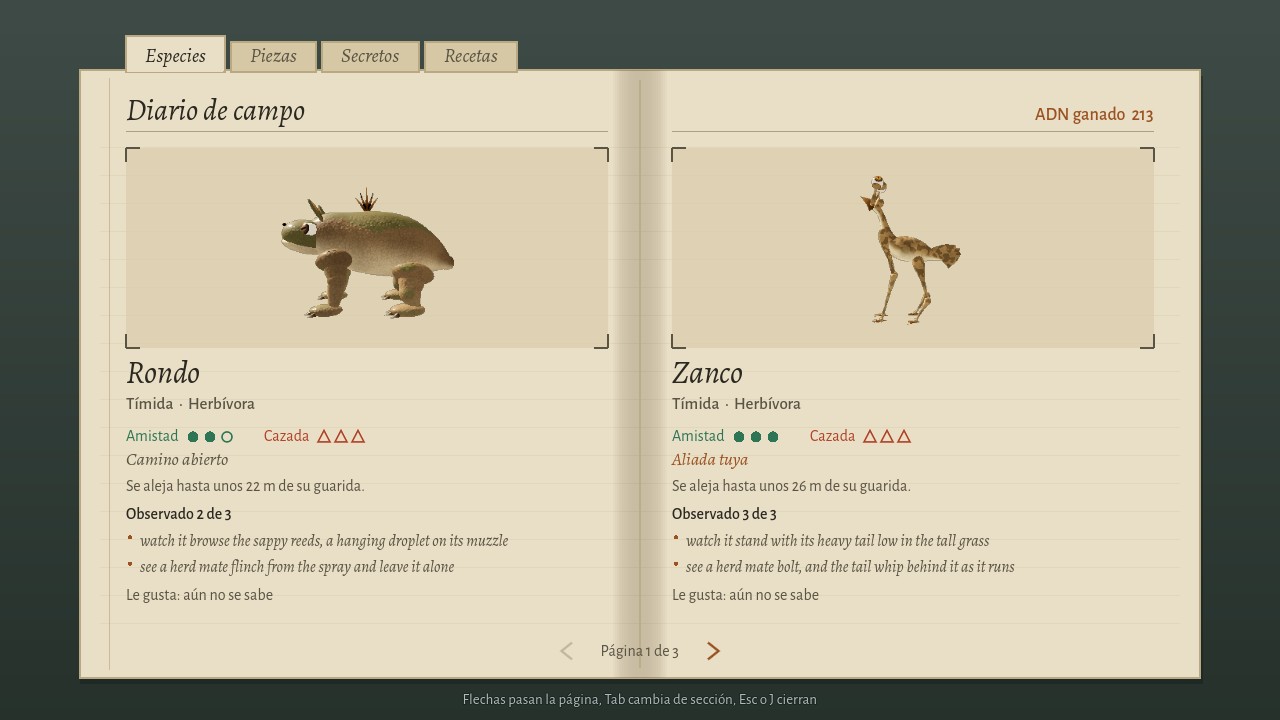 Especies
Piezas
Secretos
Recetas
Diario de campo
ADN ganado 213
Rondo
Tímida · Herbívora
Amistad
Cazada
Camino abierto
Se aleja hasta unos 22 m de su guarida.
Observado 2 de 3
watch it browse the sappy reeds, a hanging droplet on its muzzle
see a herd mate flinch from the spray and leave it alone
Le gusta: aún no se sabe
Zanco
Tímida · Herbívora
Amistad
Cazada
Aliada tuya
Se aleja hasta unos 26 m de su guarida.
Observado 3 de 3
watch it stand with its heavy tail low in the tall grass
see a herd mate bolt, and the tail whip behind it as it runs
Le gusta: aún no se sabe
Página 1 de 3
Flechas pasan la página, Tab cambia de sección, Esc o J cierran